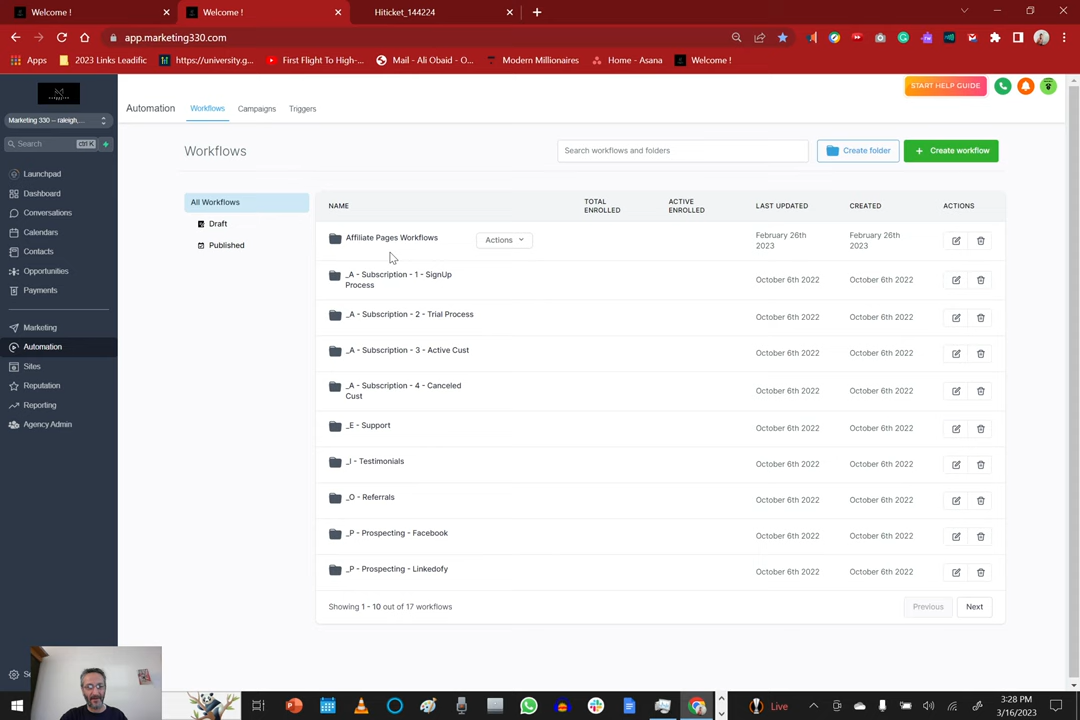 Welcome !
Welcome !
Hiticket_144224
app.marketing330.com
Apps
2023 Links Leadific
https://university.g...
First Flight To High-...
Mail - Ali Obaid - O...
Modern Millionaires
Home - Asana
Welcome !
START HELP GUIDE
Automation
Workflows
Campaigns
Triggers
Marketing 330 -- raleigh,...
Search
ctrl K
Launchpad
Dashboard
Conversations
Calendars
Contacts
Opportunities
Payments
Marketing
Automation
Sites
Reputation
Reporting
Agency Admin
Workflows
Search workflows and folders
Create folder
+ Create workflow
All Workflows
Draft
Published
NAME
TOTAL
ENROLLED
ACTIVE
ENROLLED
LAST UPDATED
CREATED
ACTIONS
Affiliate Pages Workflows
Actions
February 26th
2023
February 26th
2023
_A - Subscription - 1 - SignUp
Process
October 6th 2022
October 6th 2022
_A - Subscription - 2 - Trial Process
October 6th 2022
October 6th 2022
_A - Subscription - 3 - Active Cust
October 6th 2022
October 6th 2022
_A - Subscription - 4 - Canceled
Cust
October 6th 2022
October 6th 2022
_E - Support
October 6th 2022
October 6th 2022
_I - Testimonials
October 6th 2022
October 6th 2022
_O - Referrals
October 6th 2022
October 6th 2022
_P - Prospecting - Facebook
October 6th 2022
October 6th 2022
_P - Prospecting - Linkedofy
October 6th 2022
October 6th 2022
Showing 1 - 10 out of 17 workflows
Previous
Next
Live
3:28 PM
3/16/2023